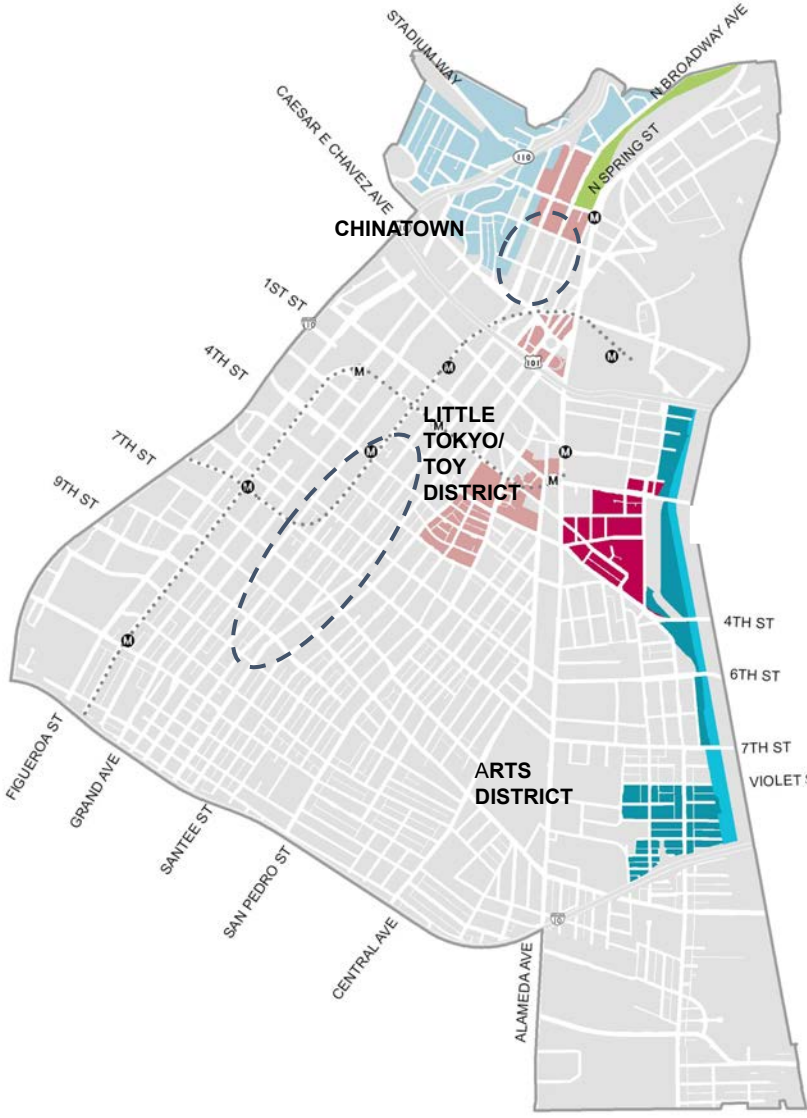 STADIUM WAY
N BROADWAY AVE
CAESAR E CHAVEZ AVE
110
N SPRING ST
M
CHINATOWN
1ST ST
110
4TH ST
101
M
M
M
LITTLE
TOKYO/
TOY
DISTRICT
M
7TH ST
M
M
M
M
9TH ST
4TH ST
M
6TH ST
FIGUEROA ST
7TH ST
GRAND AVE
ARTS
DISTRICT
VIOLET S
SANTEE ST
SAN PEDRO ST
CENTRAL AVE
10
ALAMEDA AVE